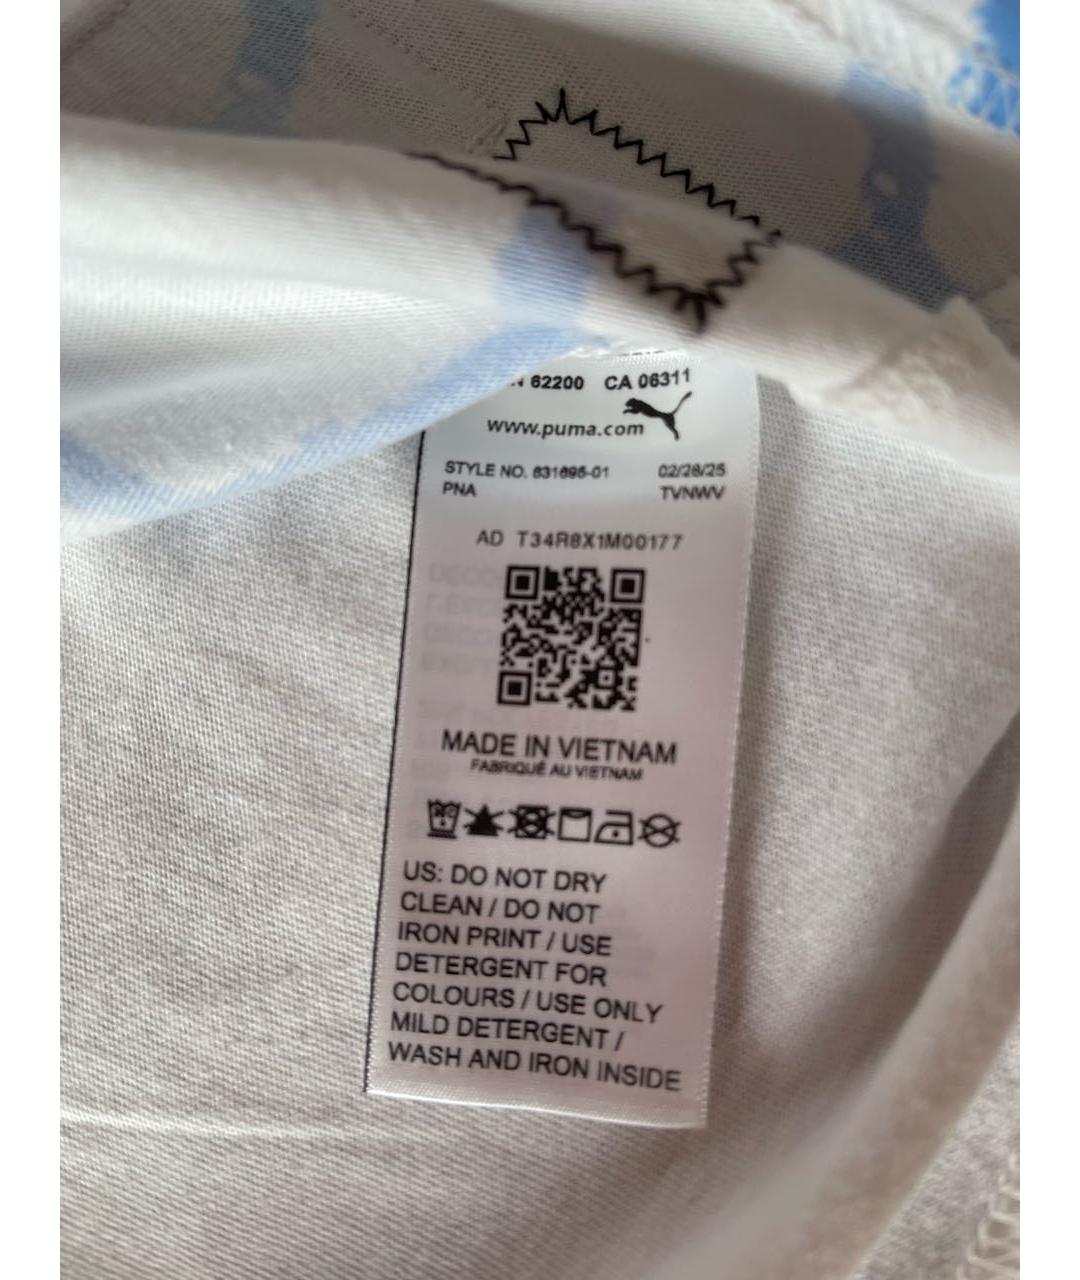 62200 CA 06311
www.puma.com
STYLE NO. 631695-01 02/28/25
PNA TVNWV
AD T34R8X1M00177
MADE IN VIETNAM
FABRIQUÉ AU VIETNAM
US: DO NOT DRY
CLEAN / DO NOT
IRON PRINT / USE
DETERGENT FOR
COLOURS / USE ONLY
MILD DETERGENT /
WASH AND IRON INSIDE